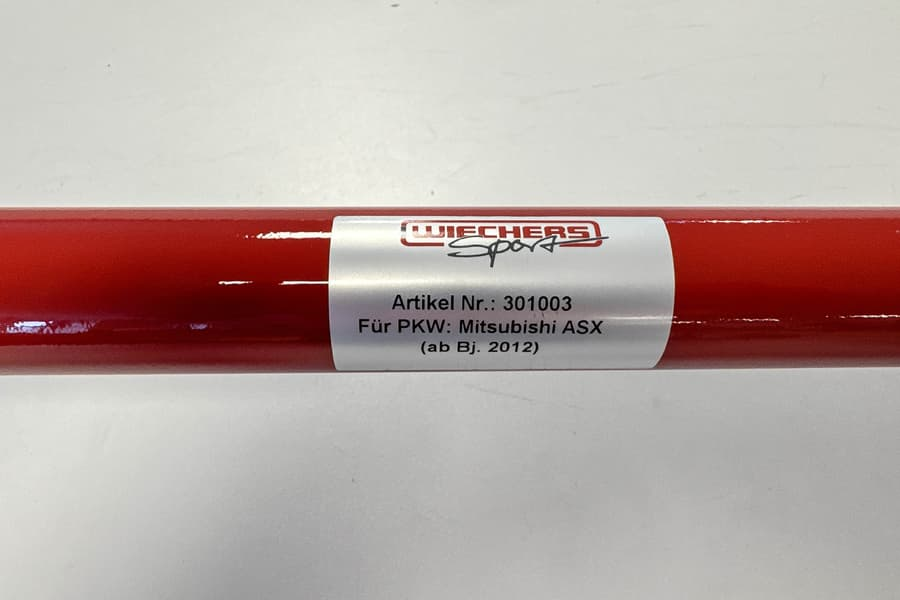 WIECHERS
Sport
Artikel Nr.: 301003
Für PKW: Mitsubishi ASX
(ab Bj. 2012)